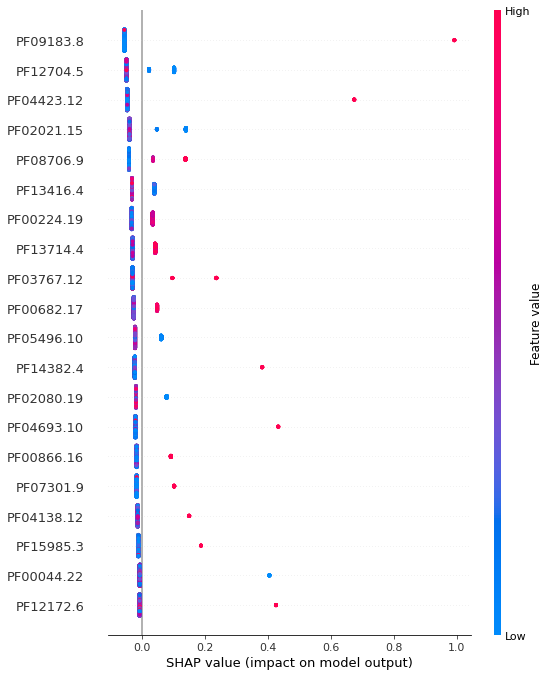 High
PF09183.8
PF12704.5
PF04423.12
PF02021.15
PF08706.9
PF13416.4
PF00224.19
PF13714.4
PF03767.12
PF00682.17
PF05496.10
PF14382.4
PF02080.19
PF04693.10
PF00866.16
PF07301.9
PF04138.12
PF15985.3
PF00044.22
PF12172.6
Feature value
Low
0.0 0.2 0.4 0.6 0.8 1.0
SHAP value (impact on model output)